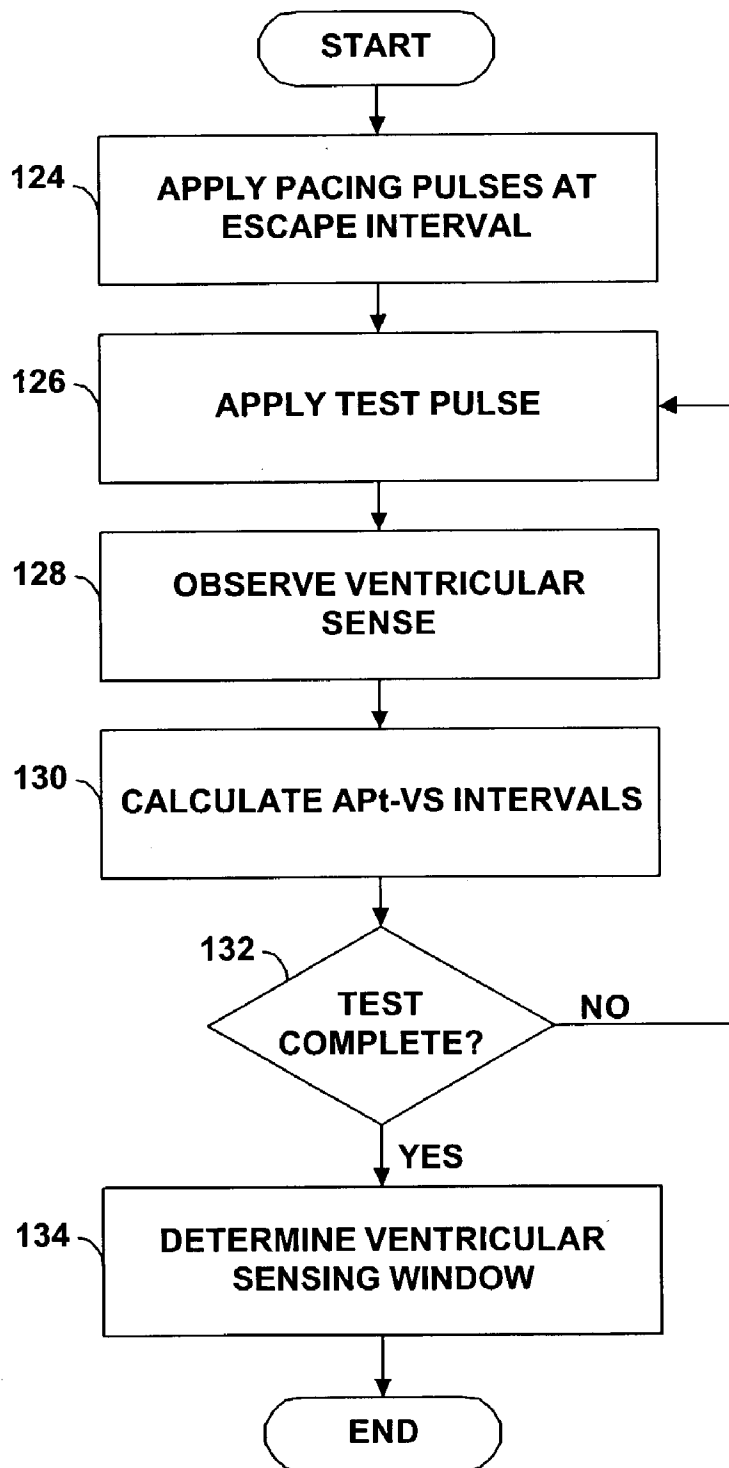 START
124
APPLY PACING PULSES AT
ESCAPE INTERVAL
126
APPLY TEST PULSE
128
OBSERVE VENTRICULAR
SENSE
130
CALCULATE APt-VS INTERVALS
132
TEST
COMPLETE?
NO
YES
134
DETERMINE VENTRICULAR
SENSING WINDOW
END